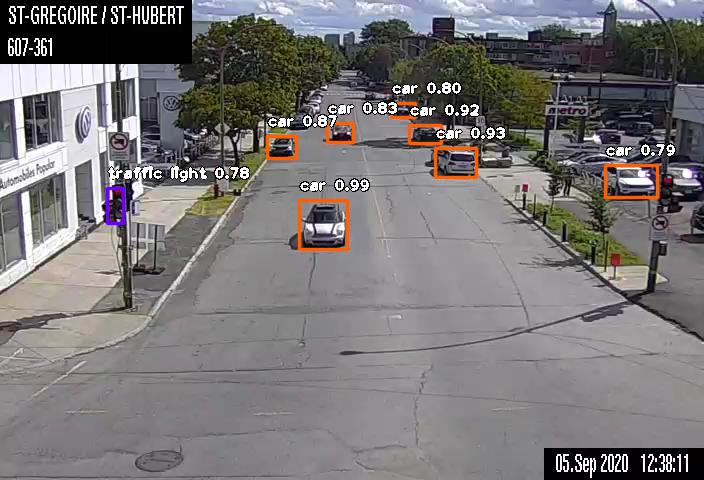 ST-GREGOIRE / ST-HUBERT
607-361
car 0.80
car 0.83
car 0.92
car 0.87
car 0.93
car 0.79
traffic light 0.78
car 0.99
Automobiles Popular
metro
05.Sep 2020 12:38:11